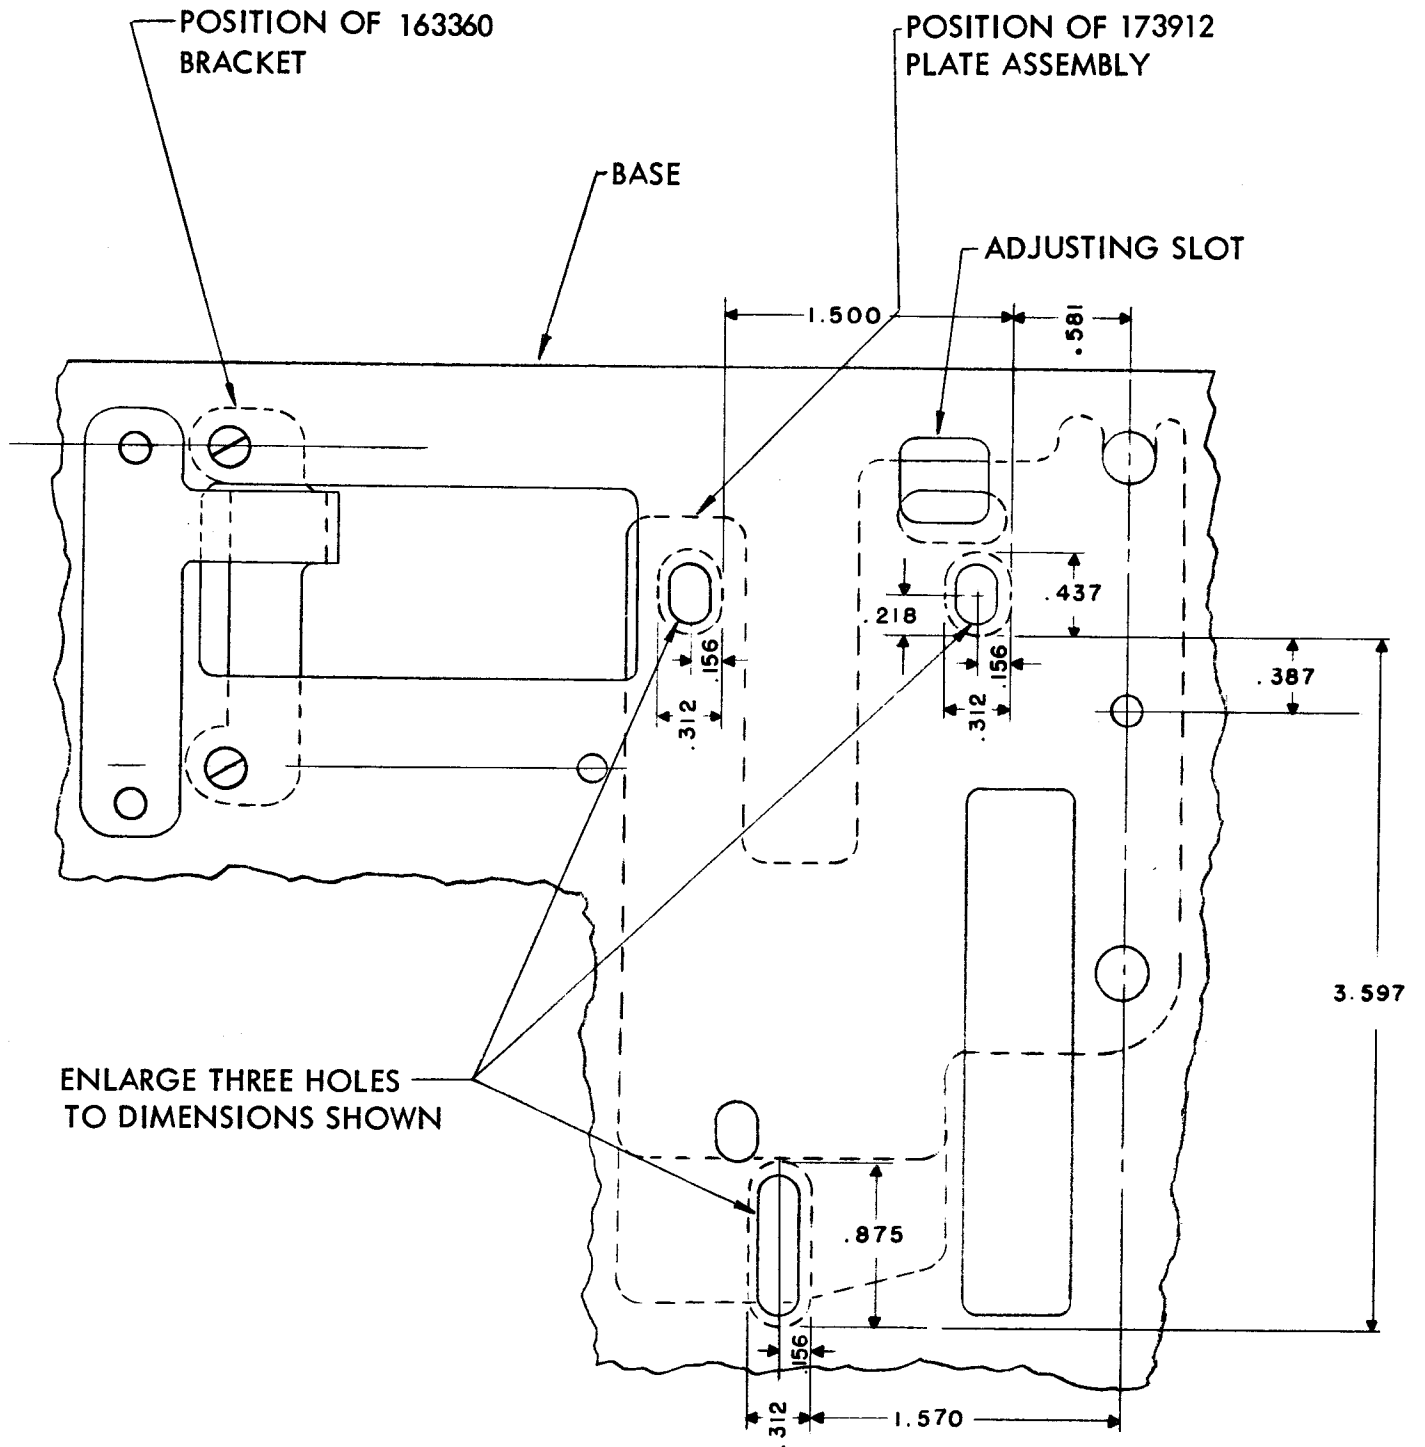 POSITION OF 163360
BRACKET
POSITION OF 173912
PLATE ASSEMBLY
BASE
ADJUSTING SLOT
1.500
.581
.437
.218
.156
.156
.312
.312
.387
3.597
ENLARGE THREE HOLES
TO DIMENSIONS SHOWN
.875
.156
.312
1.570